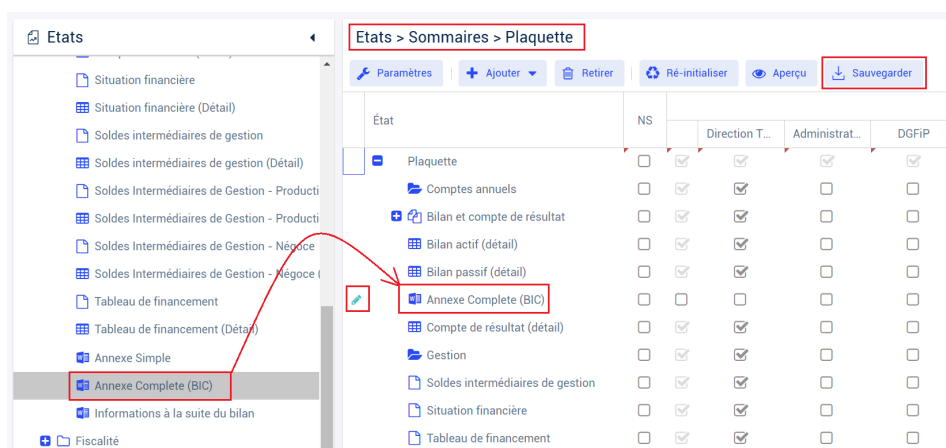 Etats
Situation financière
Situation financière (Détail)
Soldes intermédiaires de gestion
Soldes intermédiaires de gestion (Détail)
Soldes Intermédiaires de Gestion - Producti
Soldes Intermédiaires de Gestion - Producti
Soldes Intermédiaires de Gestion - Négoce
Soldes Intermédiaires de Gestion - Négoce (
Tableau de financement
Tableau de financement (Détail)
Annexe Simple
Annexe Complete (BIC)
Informations à la suite du bilan
Fiscalité
Etats > Sommaires > Plaquette
Paramètres Ajouter Retirer Ré-initialiser Aperçu Sauvegarder
État NS Direction T... Administrat... DGFiP
Plaquette
Comptes annuels
Bilan et compte de résultat
Bilan actif (détail)
Bilan passif (détail)
Annexe Complete (BIC)
Compte de résultat (détail)
Gestion
Soldes intermédiaires de gestion
Situation financière
Tableau de financement